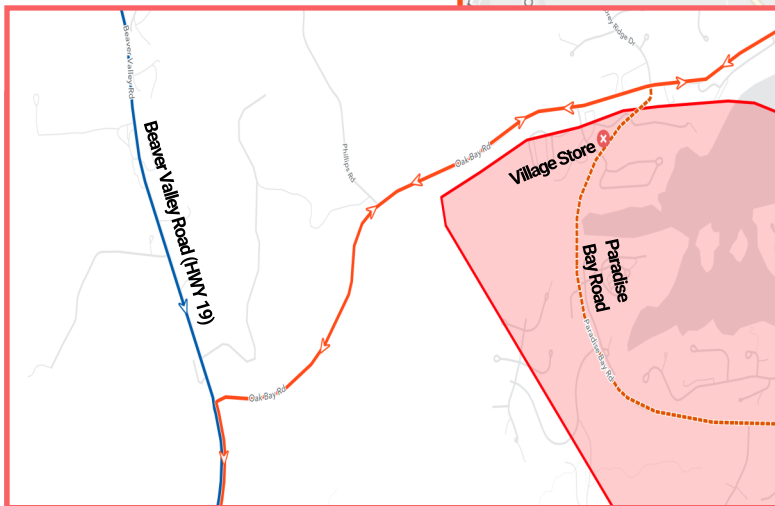 Beaver Valley Rd
Beaver Valley Road (HWY 19)
Phillips Rd
Oak Bay Rd
Village Store
Paradise
Bay Road
Paradise Bay Rd
Oak Bay Rd